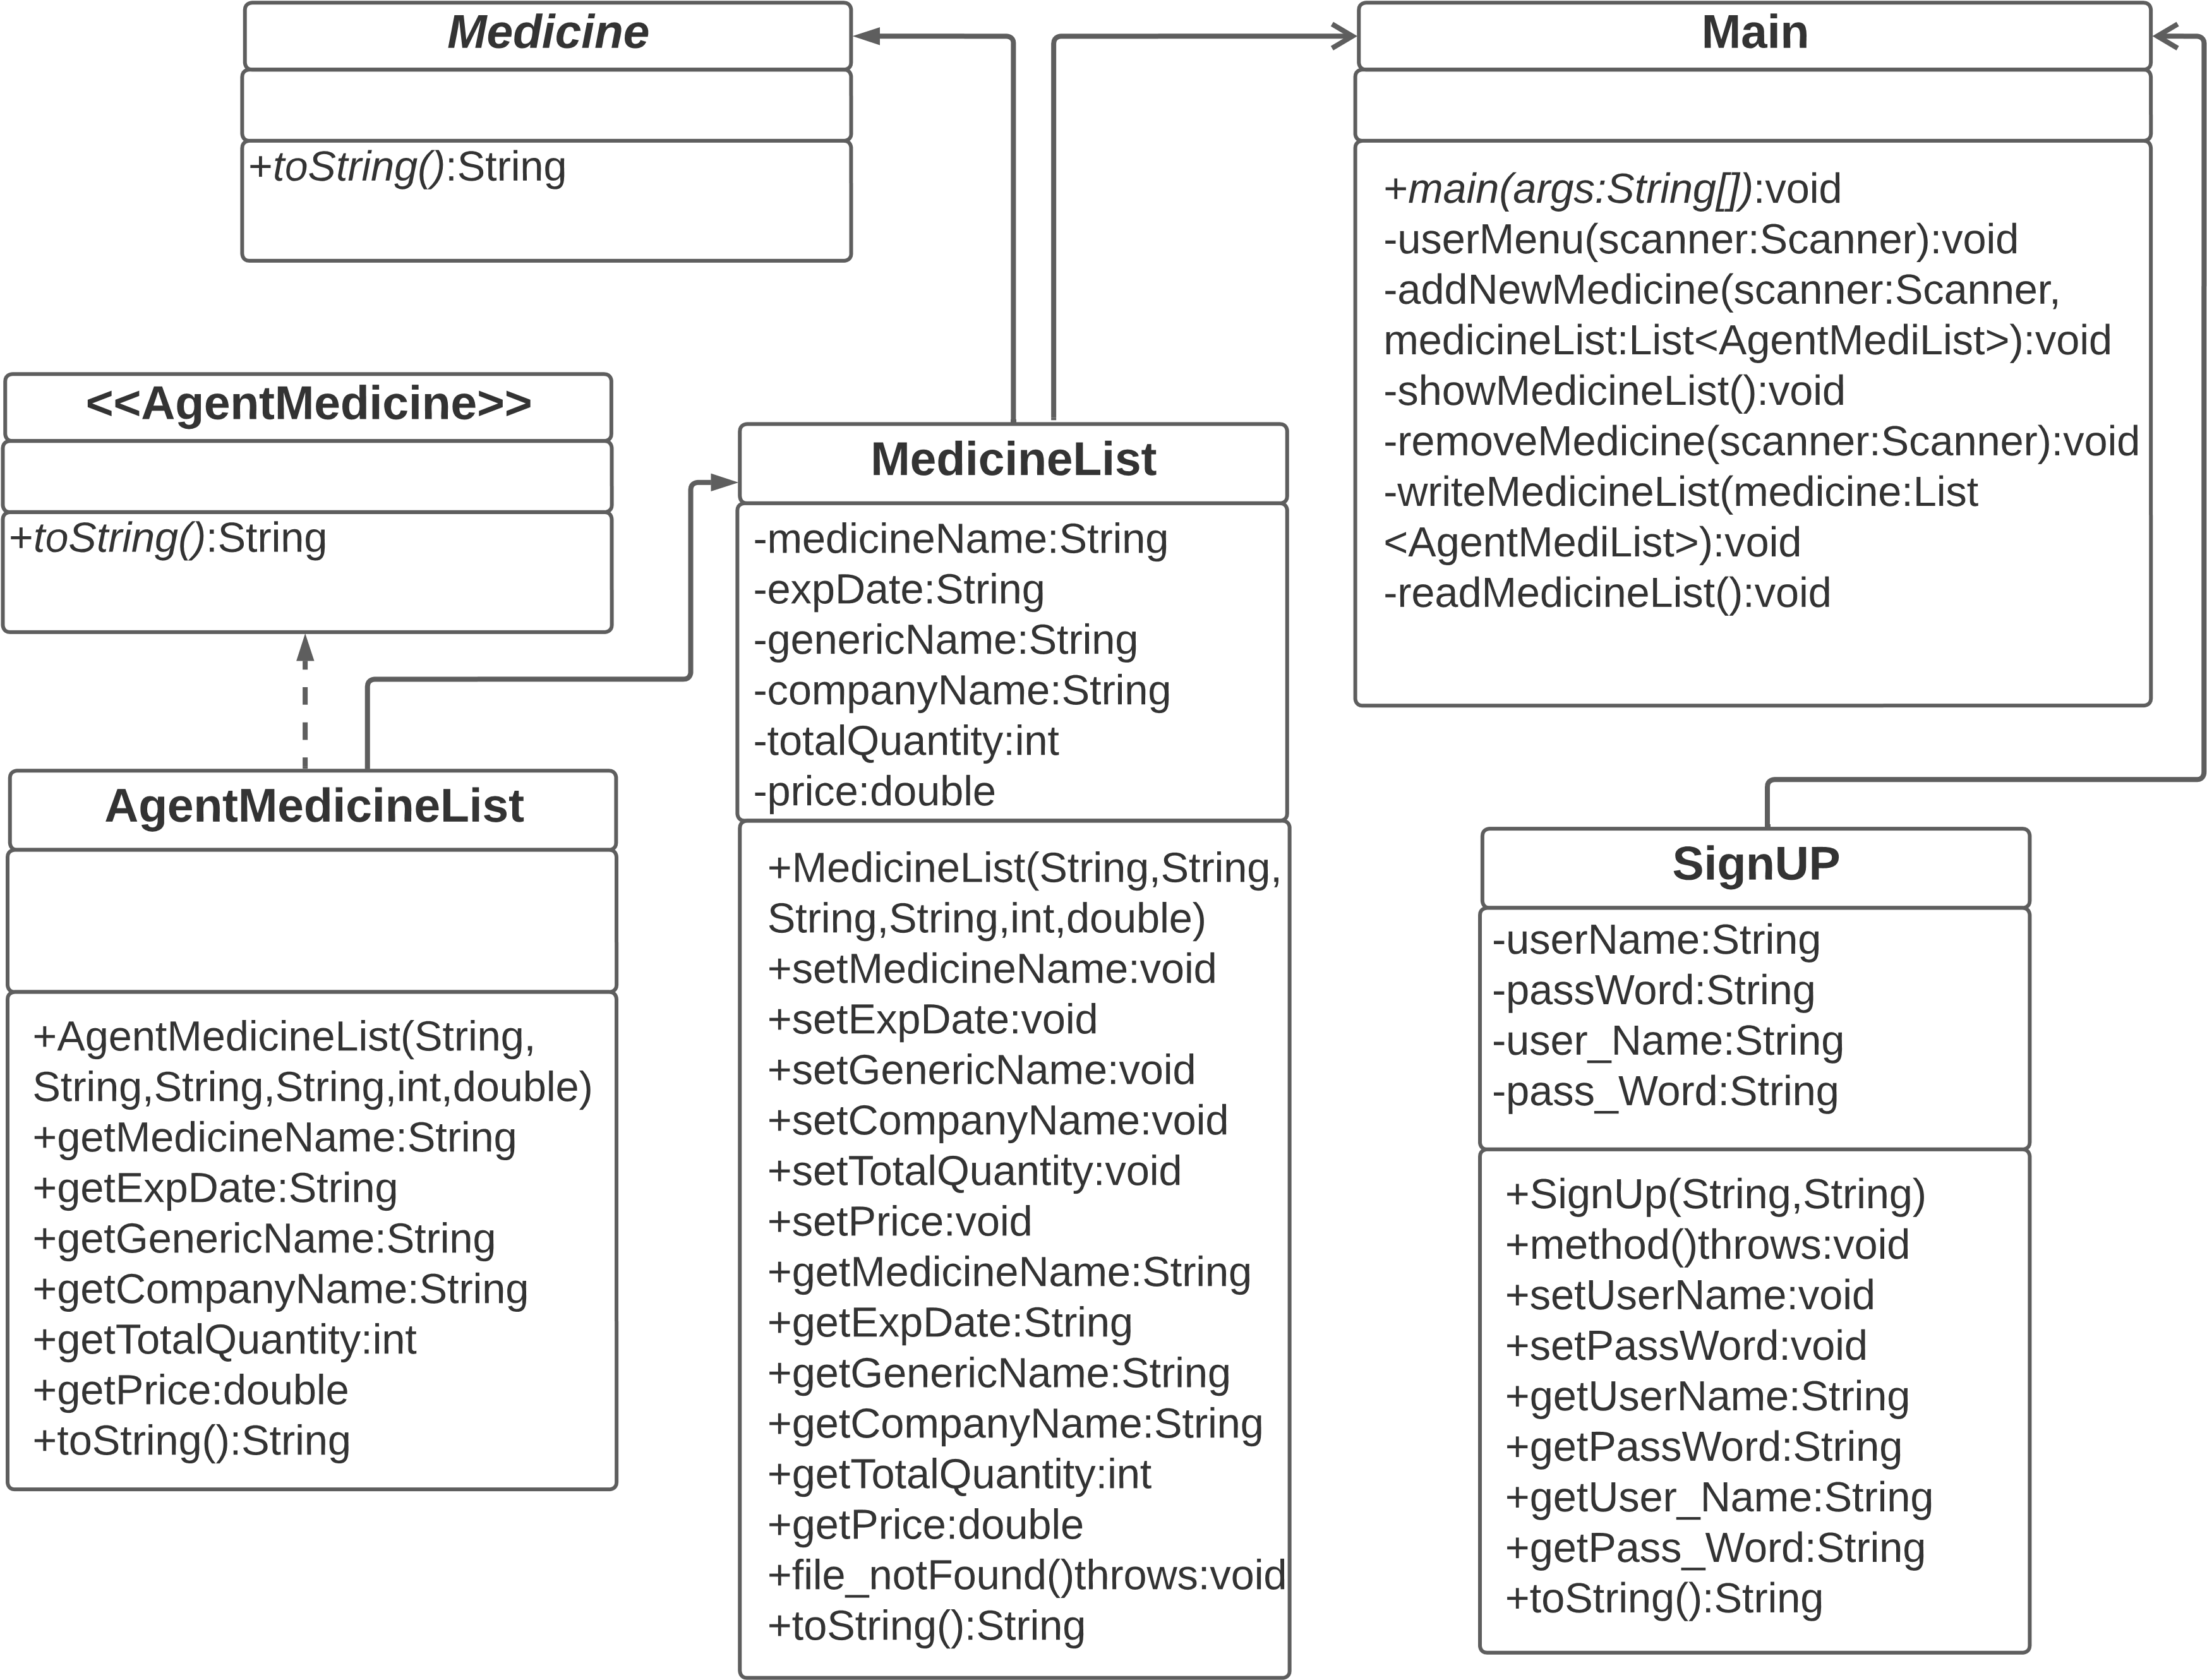 Medicine
+toString():String
Main
+main(args:String[]):void
-userMenu(scanner:Scanner):void
-addNewMedicine(scanner:Scanner,
medicineList:List<AgentMediList>):void
-showMedicineList():void
-removeMedicine(scanner:Scanner):void
-writeMedicineList(medicine:List
<AgentMediList>):void
-readMedicineList():void
<<AgentMedicine>>
+toString():String
MedicineList
-medicineName:String
-expDate:String
-genericName:String
-companyName:String
-totalQuantity:int
-price:double
+MedicineList(String,String,
String,String,int,double)
+setMedicineName:void
+setExpDate:void
+setGenericName:void
+setCompanyName:void
+setTotalQuantity:void
+setPrice:void
+getMedicineName:String
+getExpDate:String
+getGenericName:String
+getCompanyName:String
+getTotalQuantity:int
+getPrice:double
+file_notFound()throws:void
+toString():String
AgentMedicineList
+AgentMedicineList(String,
String,String,String,int,double)
+getMedicineName:String
+getExpDate:String
+getGenericName:String
+getCompanyName:String
+getTotalQuantity:int
+getPrice:double
+toString():String
SignUP
-userName:String
-passWord:String
-user_Name:String
-pass_Word:String
+SignUp(String,String)
+method()throws:void
+setUserName:void
+setPassWord:void
+getUserName:String
+getPassWord:String
+getUser_Name:String
+getPass_Word:String
+toString():String